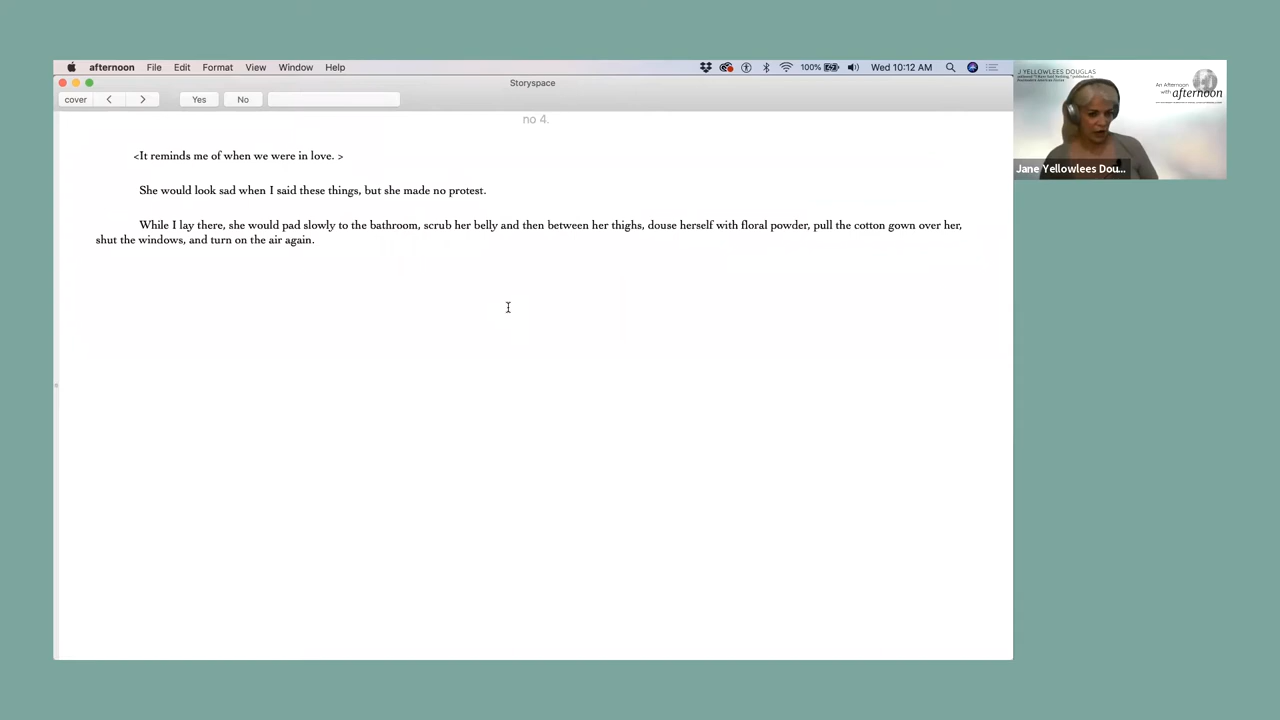 afternoon File Edit Format View Window Help 100% Wed 10:12 AM
Storyspace
cover Yes No
no 4.
<It reminds me of when we were in love. >
She would look sad when I said these things, but she made no protest.
While I lay there, she would pad slowly to the bathroom, scrub her belly and then between her thighs, douse herself with floral powder, pull the cotton gown over her,
shut the windows, and turn on the air again.
J YELLOWLEES DOUGLAS
An Afternoon
with afternoon
Jane Yellowlees Dou...